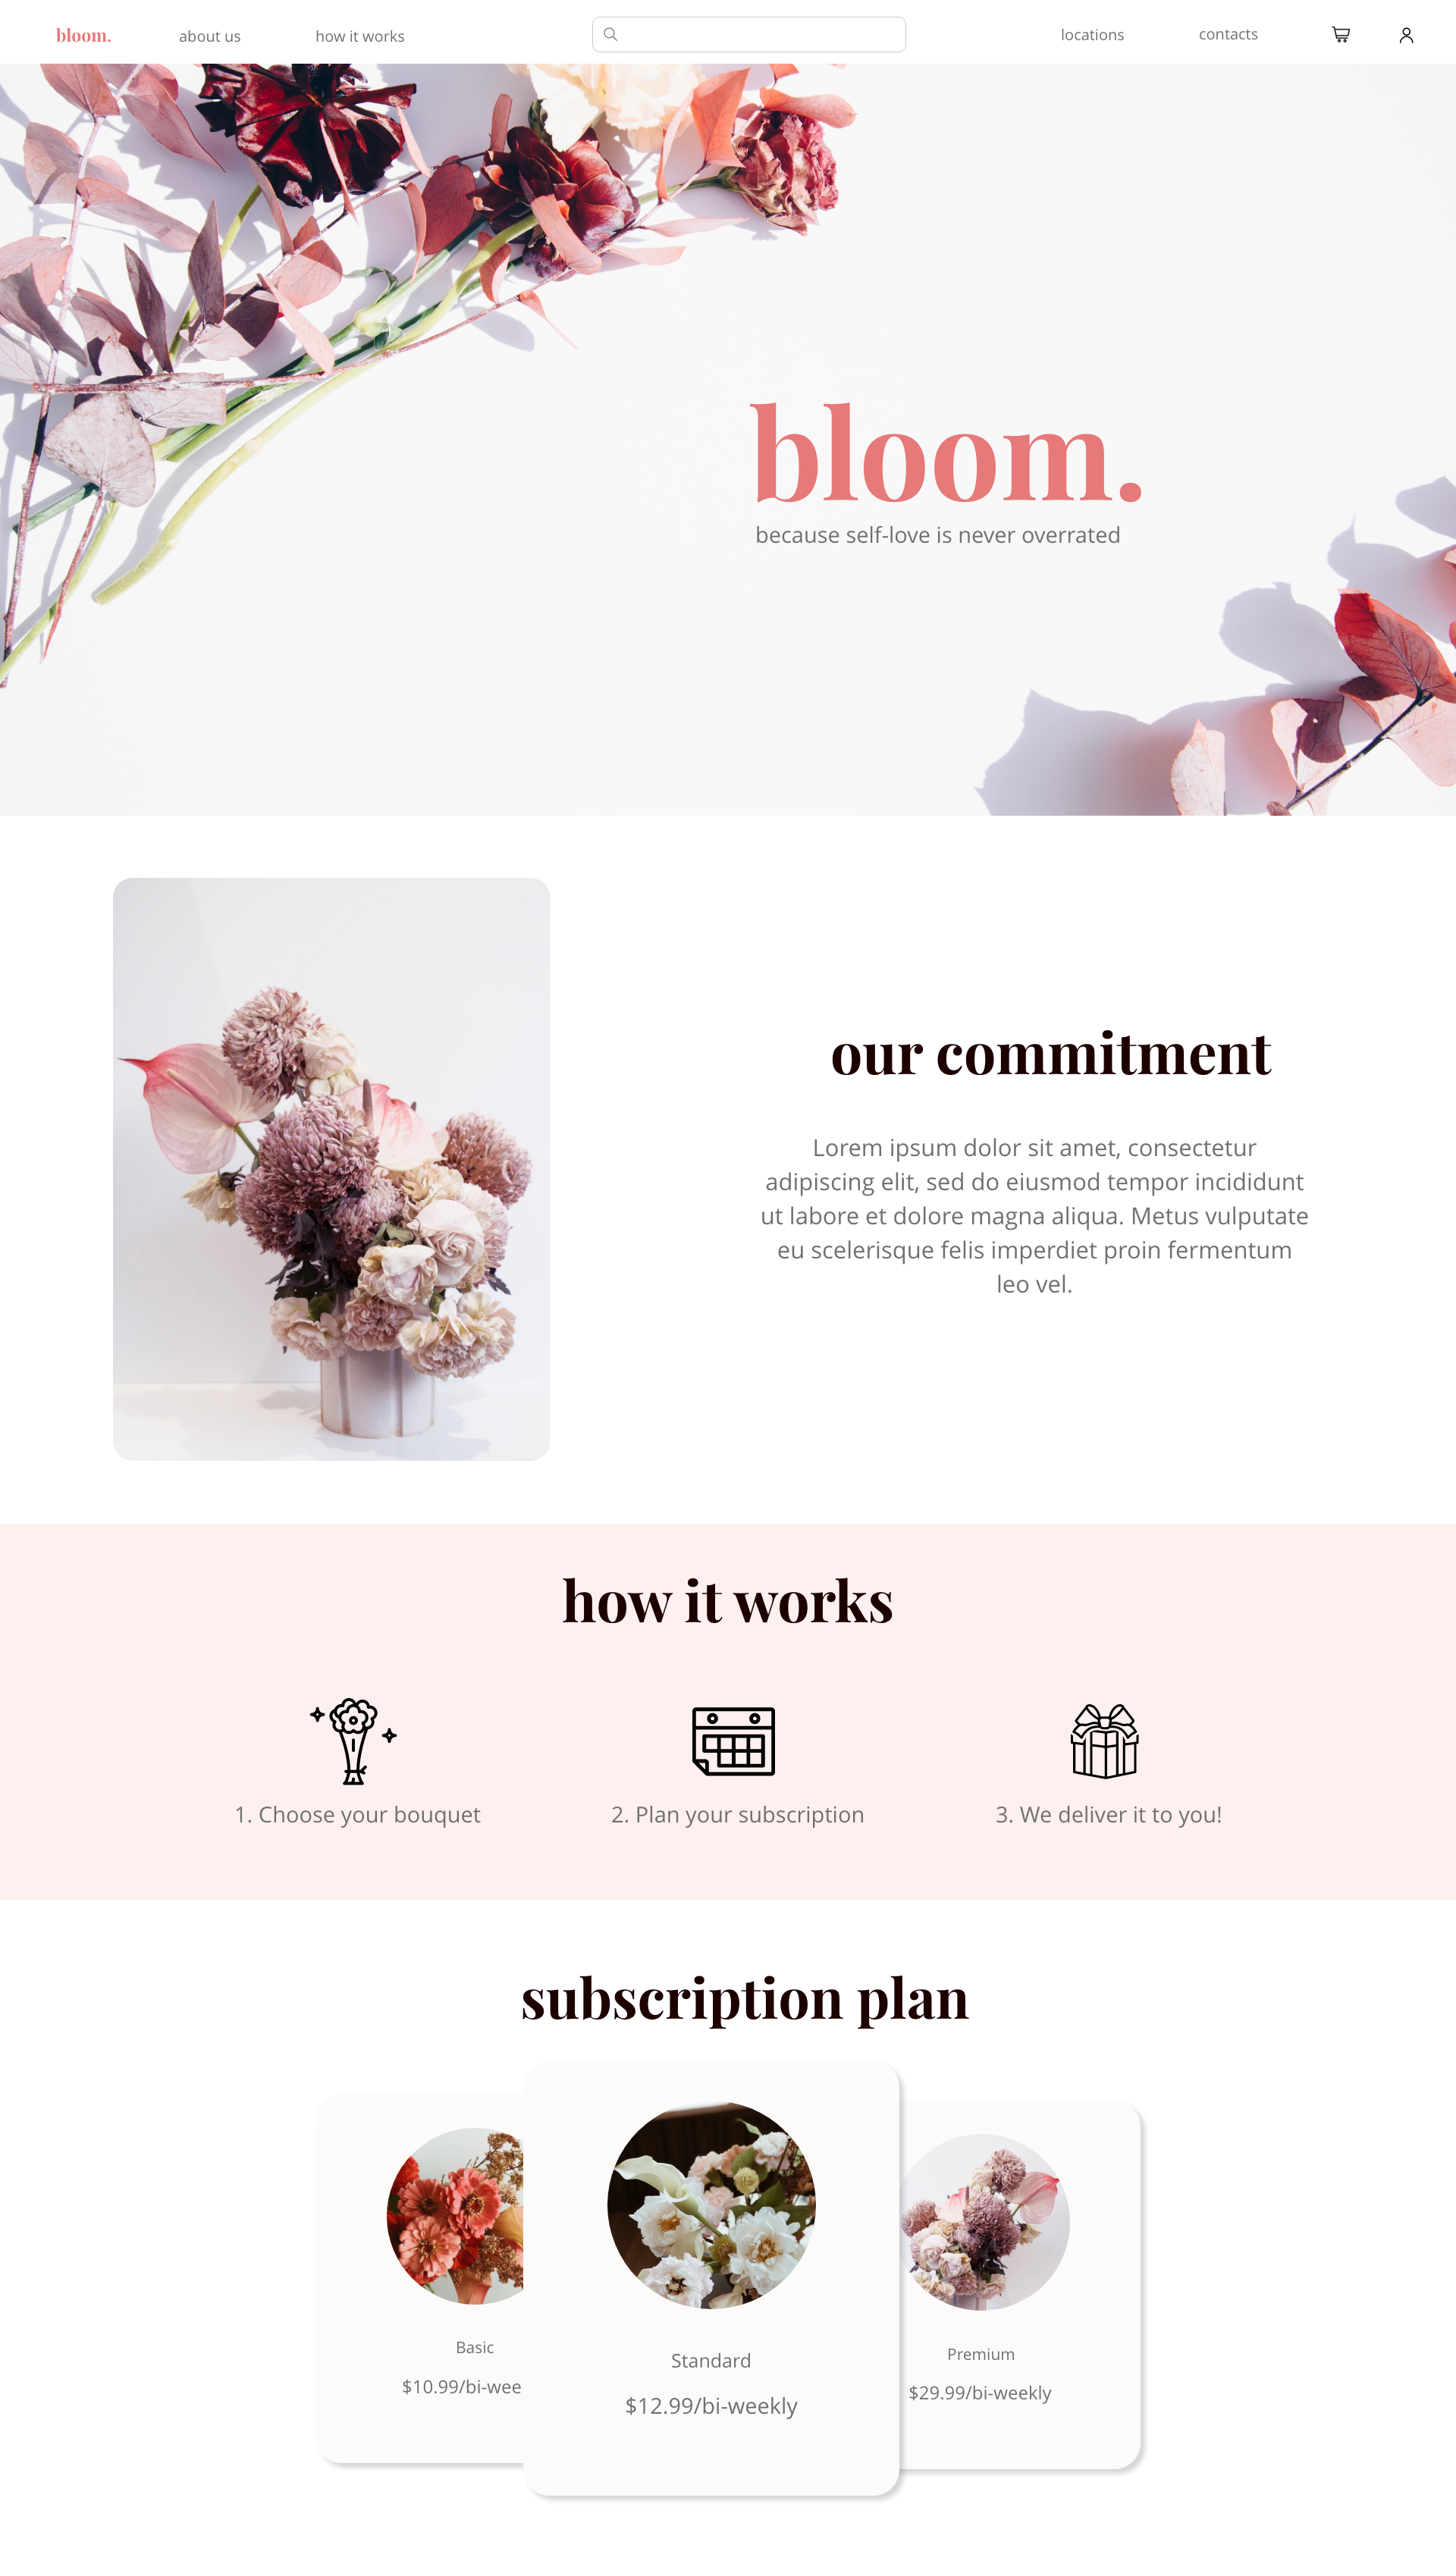 bloom.
about us
how it works
locations
contacts
bloom.
because self-love is never overrated
our commitment
Lorem ipsum dolor sit amet, consectetur
adipiscing elit, sed do eiusmod tempor incididunt
ut labore et dolore magna aliqua. Metus vulputate
eu scelerisque felis imperdiet proin fermentum
leo vel.
how it works
1. Choose your bouquet
2. Plan your subscription
3. We deliver it to you!
subscription plan
Basic
$10.99/bi-wee
Standard
$12.99/bi-weekly
Premium
$29.99/bi-weekly